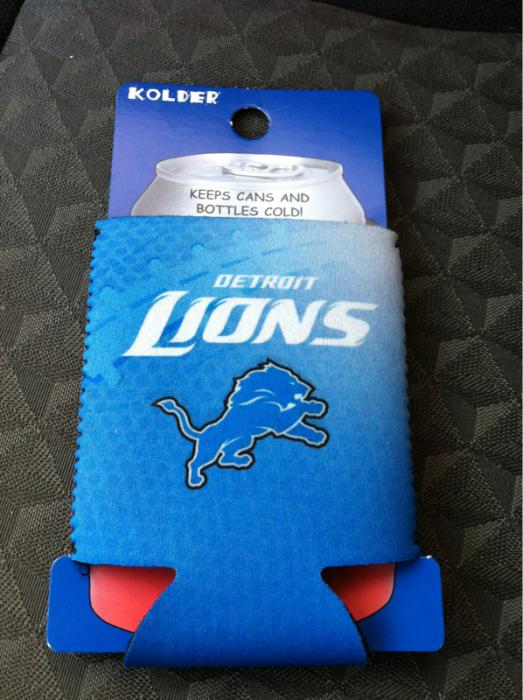 KOLDER
KEEPS CANS AND
BOTTLES COLD!
DETROIT
LIONS